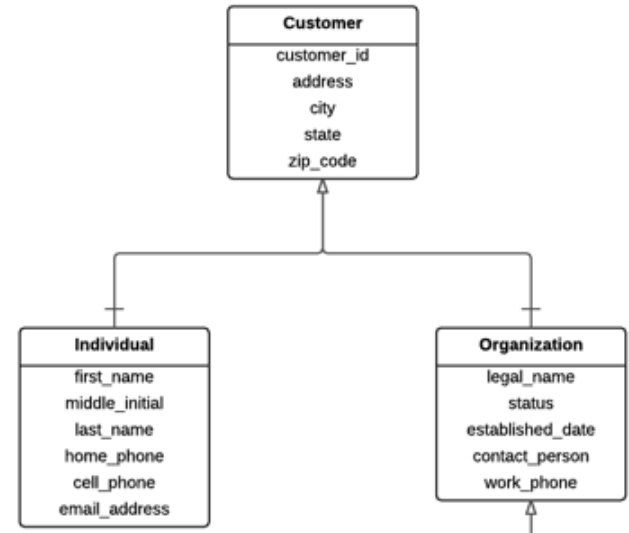 Customer
customer_id
address
city
state
zip_code
Individual
first_name
middle_initial
last_name
home_phone
cell_phone
email_address
Organization
legal_name
status
established_date
contact_person
work_phone